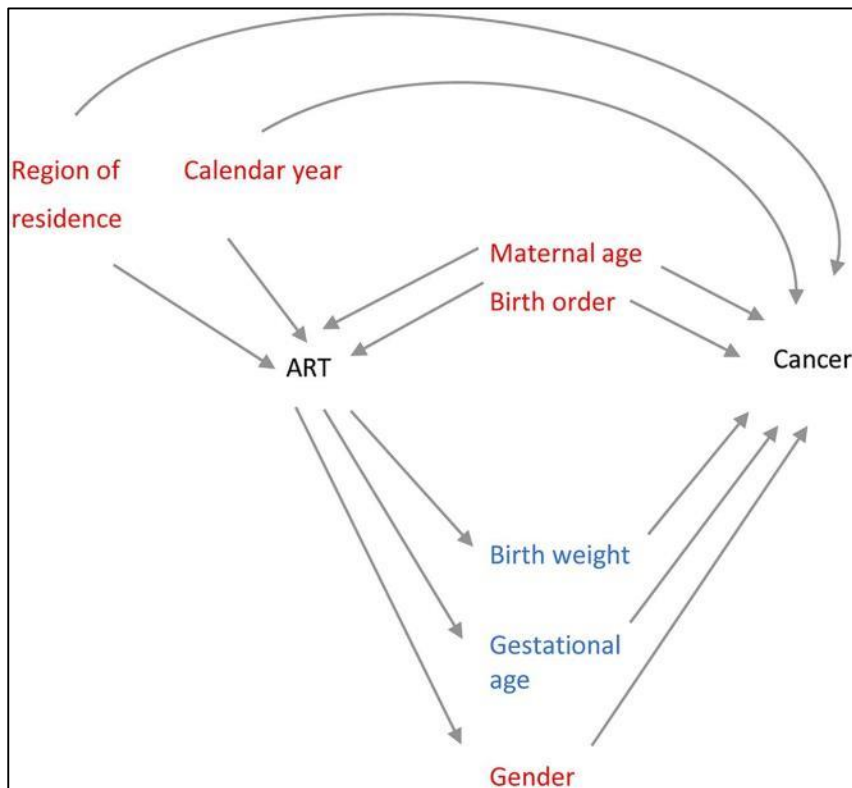 Region of
residence
Calendar year
Maternal age
Birth order
ART
Cancer
Birth weight
Gestational
age
Gender